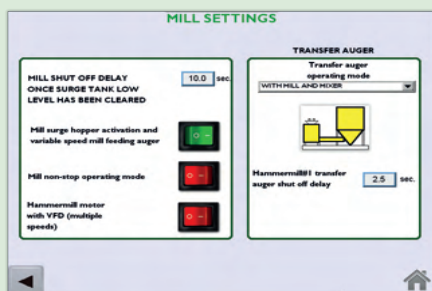 MILL SETTINGS
MILL SHUT OFF DELAY
ONCE SURGE TANK LOW
LEVEL HAS BEEN CLEARED
10.0 sec.
Mill surge hopper activation and
variable speed mill feeding auger
Mill non-stop operating mode
Hammermill motor
with VFD (multiple
speeds)
TRANSFER AUGER
Transfer auger
operating mode
WITH MILL AND MIXER
Hammermill#1 transfer
auger shut off delay
2.5 sec.